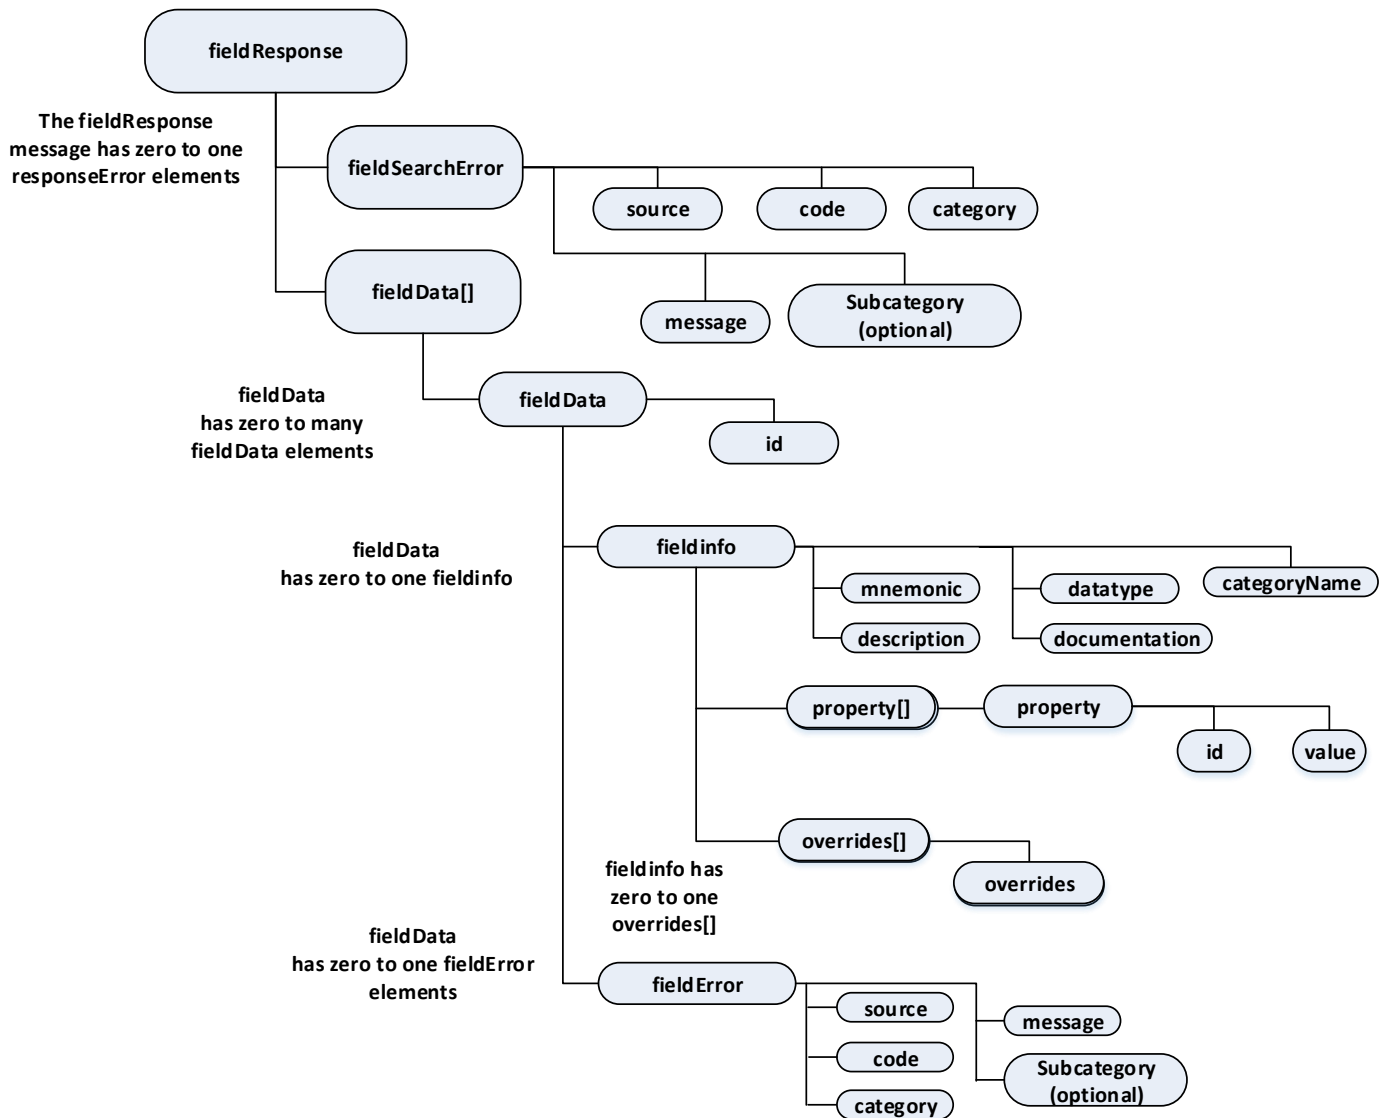 fieldResponse
The fieldResponse
message has zero to one
responseError elements
fieldSearchError
source
code
category
fieldData[]
message
Subcategory
(optional)
fieldData
has zero to many
fieldData elements
fieldData
id
fieldData
has zero to one fieldinfo
fieldinfo
mnemonic
datatype
categoryName
description
documentation
property[]
property
id
value
overrides[]
overrides
fieldinfo has
zero to one
overrides[]
fieldData
has zero to one fieldError
elements
fieldError
source
message
code
Subcategory
(optional)
category